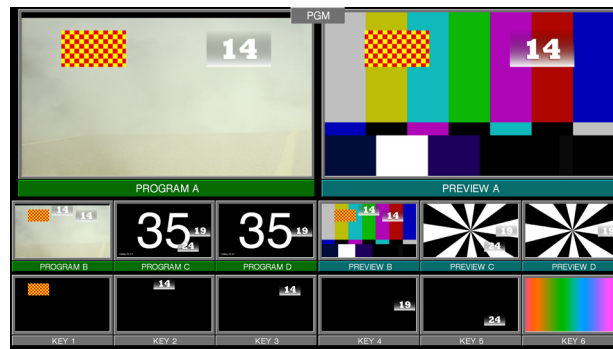 PGM
14
14
PROGRAM A
PREVIEW A
14
14
35
19
24
35
19
14
14
19
24
19
PROGRAM B
PROGRAM C
PROGRAM D
PREVIEW B
PREVIEW C
PREVIEW D
14
14
19
24
KEY 1
KEY 2
KEY 3
KEY 4
KEY 5
KEY 6